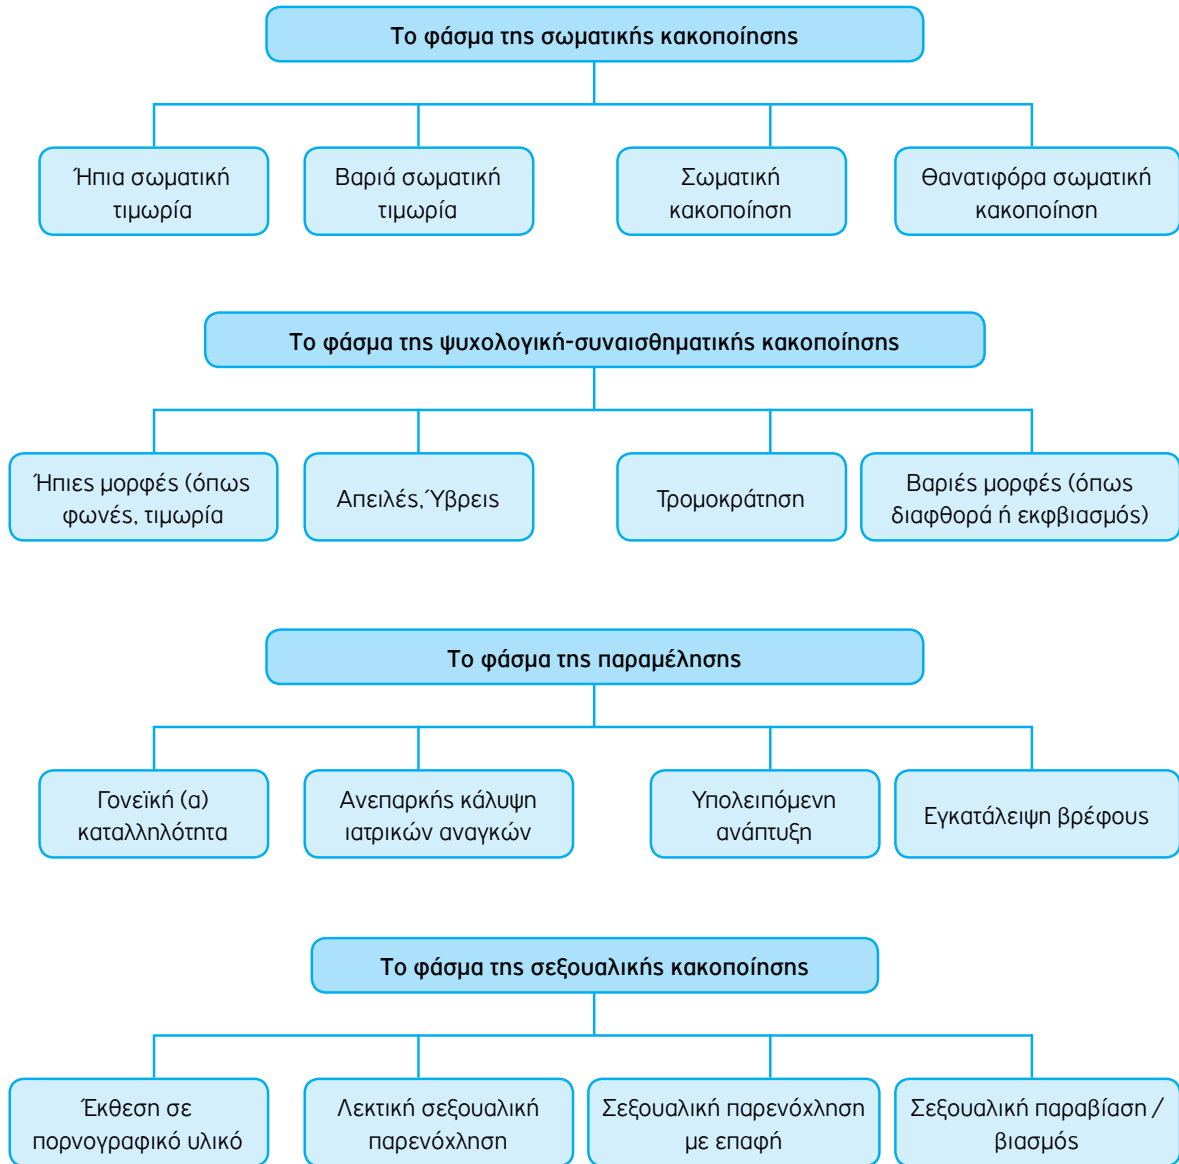 Το φάσμα της σωματικής κακοποίησης
Ήπια σωματική
τιμωρία
Βαριά σωματική
τιμωρία
Σωματική
κακοποίηση
Θανατιφόρα σωματική
κακοποίηση
Το φάσμα της ψυχολογική-συναισθηματικής κακοποίησης
Ήπιες μορφές (όπως
φωνές, τιμωρία
Απειλές, Ύβρεις
Τρομοκράτηση
Βαριές μορφές (όπως
διαφθορά ή εκφβιασμός)
Το φάσμα της παραμέλησης
Γονεϊκή (α)
καταλληλότητα
Ανεπαρκής κάλυψη
ιατρικών αναγκών
Υπολειπόμενη
ανάπτυξη
Εγκατάλειψη βρέφους
Το φάσμα της σεξουαλικής κακοποίησης
Έκθεση σε
πορνογραφικό υλικό
Λεκτική σεξουαλική
παρενόχληση
Σεξουαλική παρενόχληση
με επαφή
Σεξουαλική παραβίαση /
βιασμός